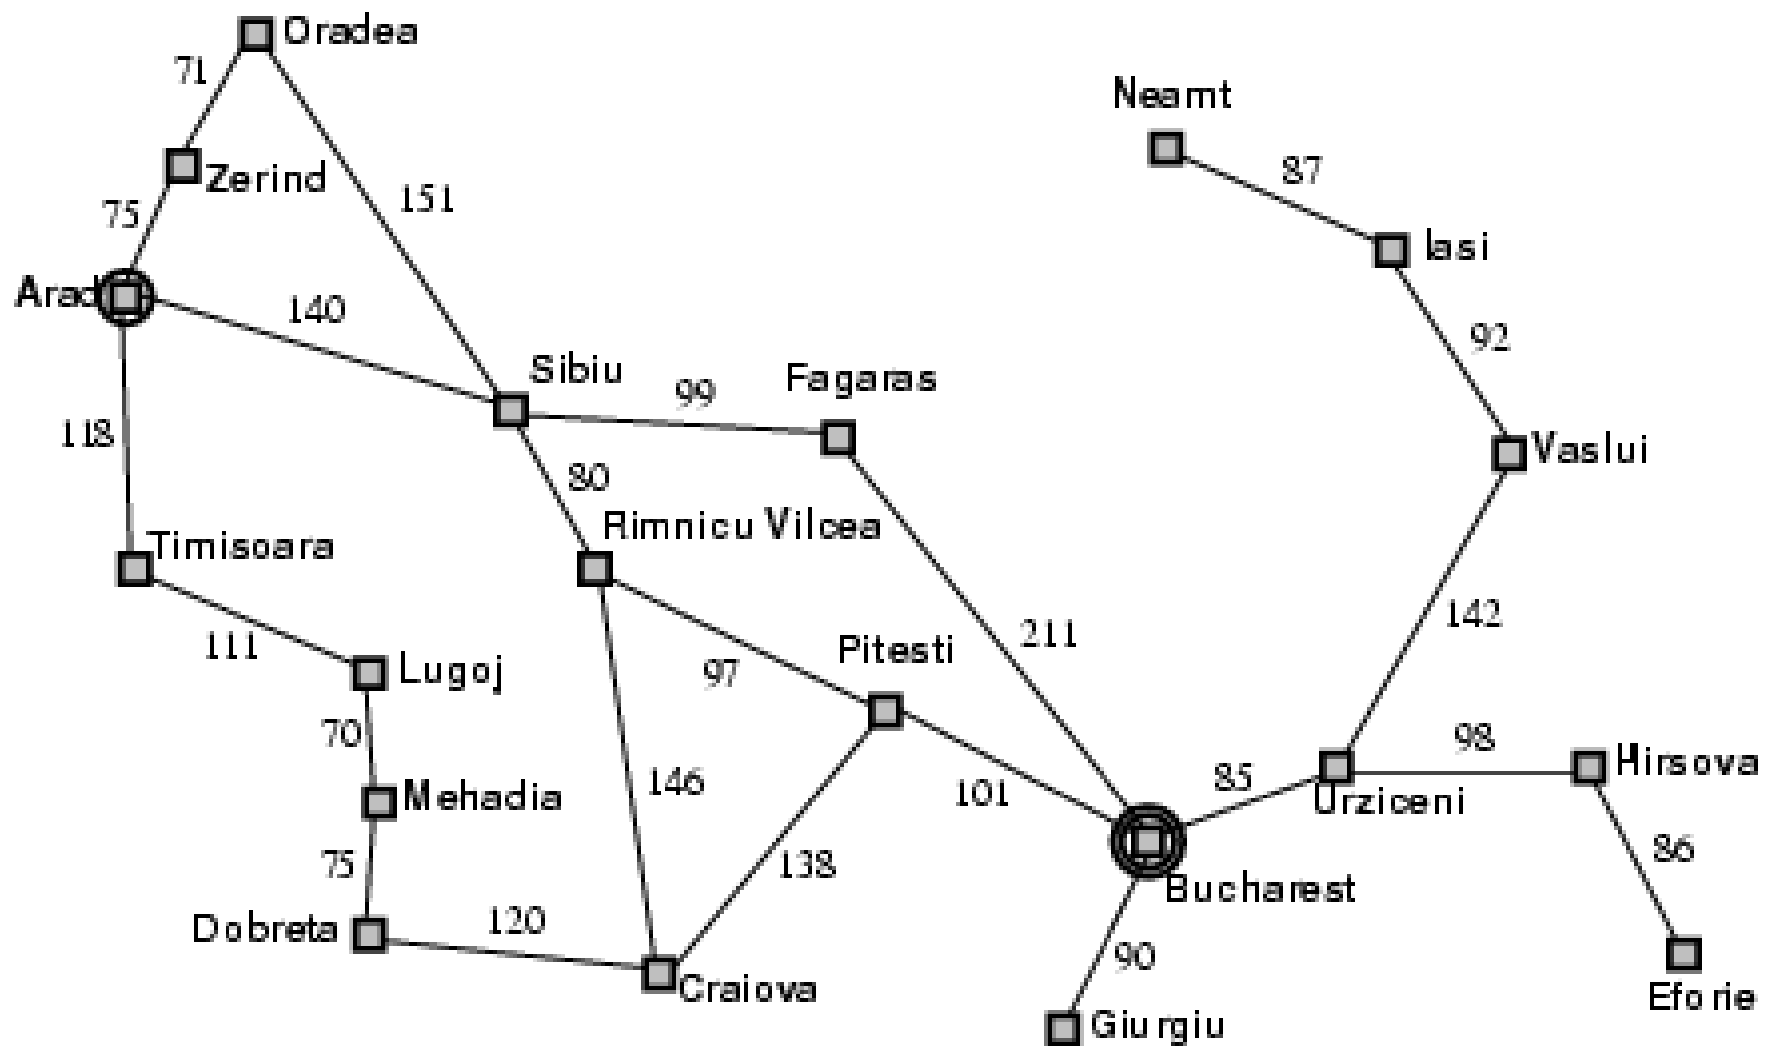 Oradea
71
Neamt
87
Zerind
151
75
Iasi
Arad
140
92
Sibiu
Fagaras
99
118
Vaslui
80
Rimnicu Vilcea
Timisoara
142
211
111
Pitesti
Lugoj
97
70
98
Hirsova
146
85
Mehadia
101
Urziceni
86
75
138
Bucharest
Dobreta
120
90
Craiova
Eforie
Giurgiu